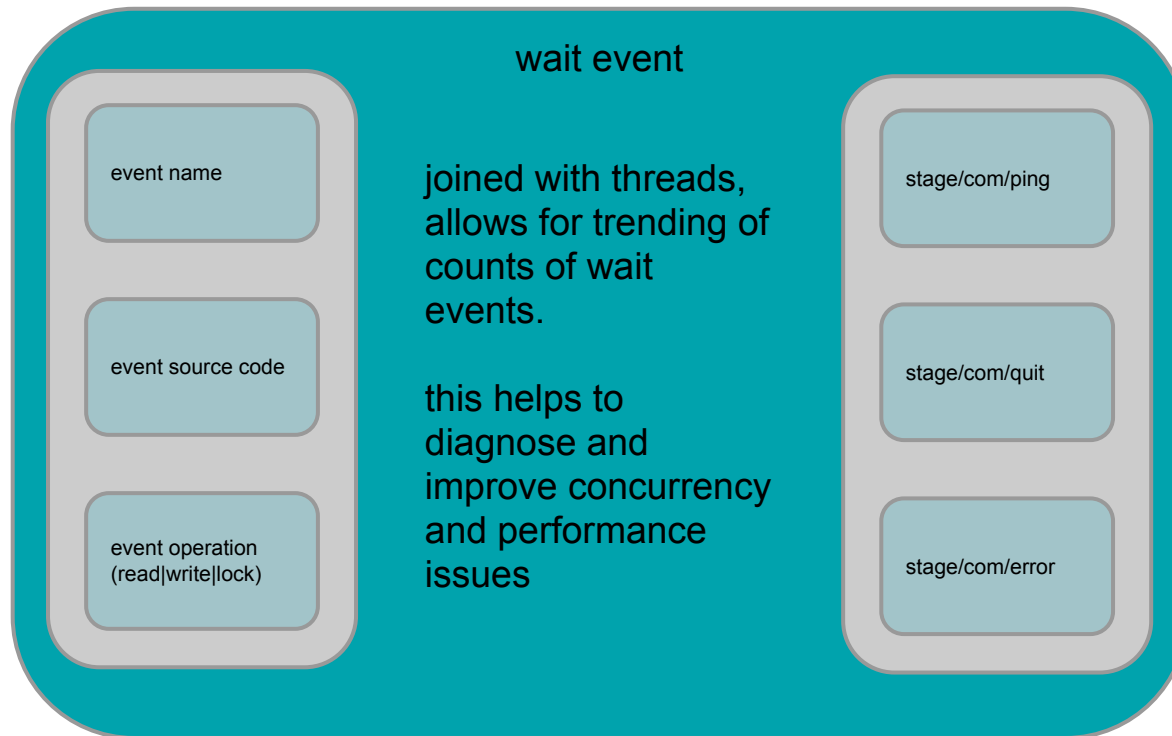 wait event
event name
event source code
event operation
(read|write|lock)
joined with threads,
allows for trending of
counts of wait
events.
this helps to
diagnose and
improve concurrency
and performance
issues
stage/com/ping
stage/com/quit
stage/com/error